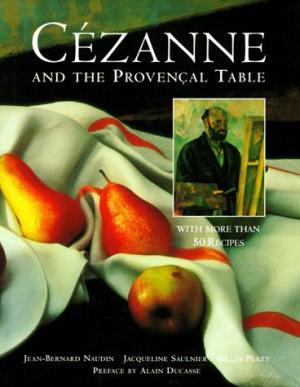 CÉZANNE
AND THE PROVENÇAL TABLE
WITH MORE THAN
50 RECIPES
JEAN-BERNARD NAUDIN JACQUELINE SAULNIER GILLES PLAZY
PREFACE BY ALAIN DUCASSE